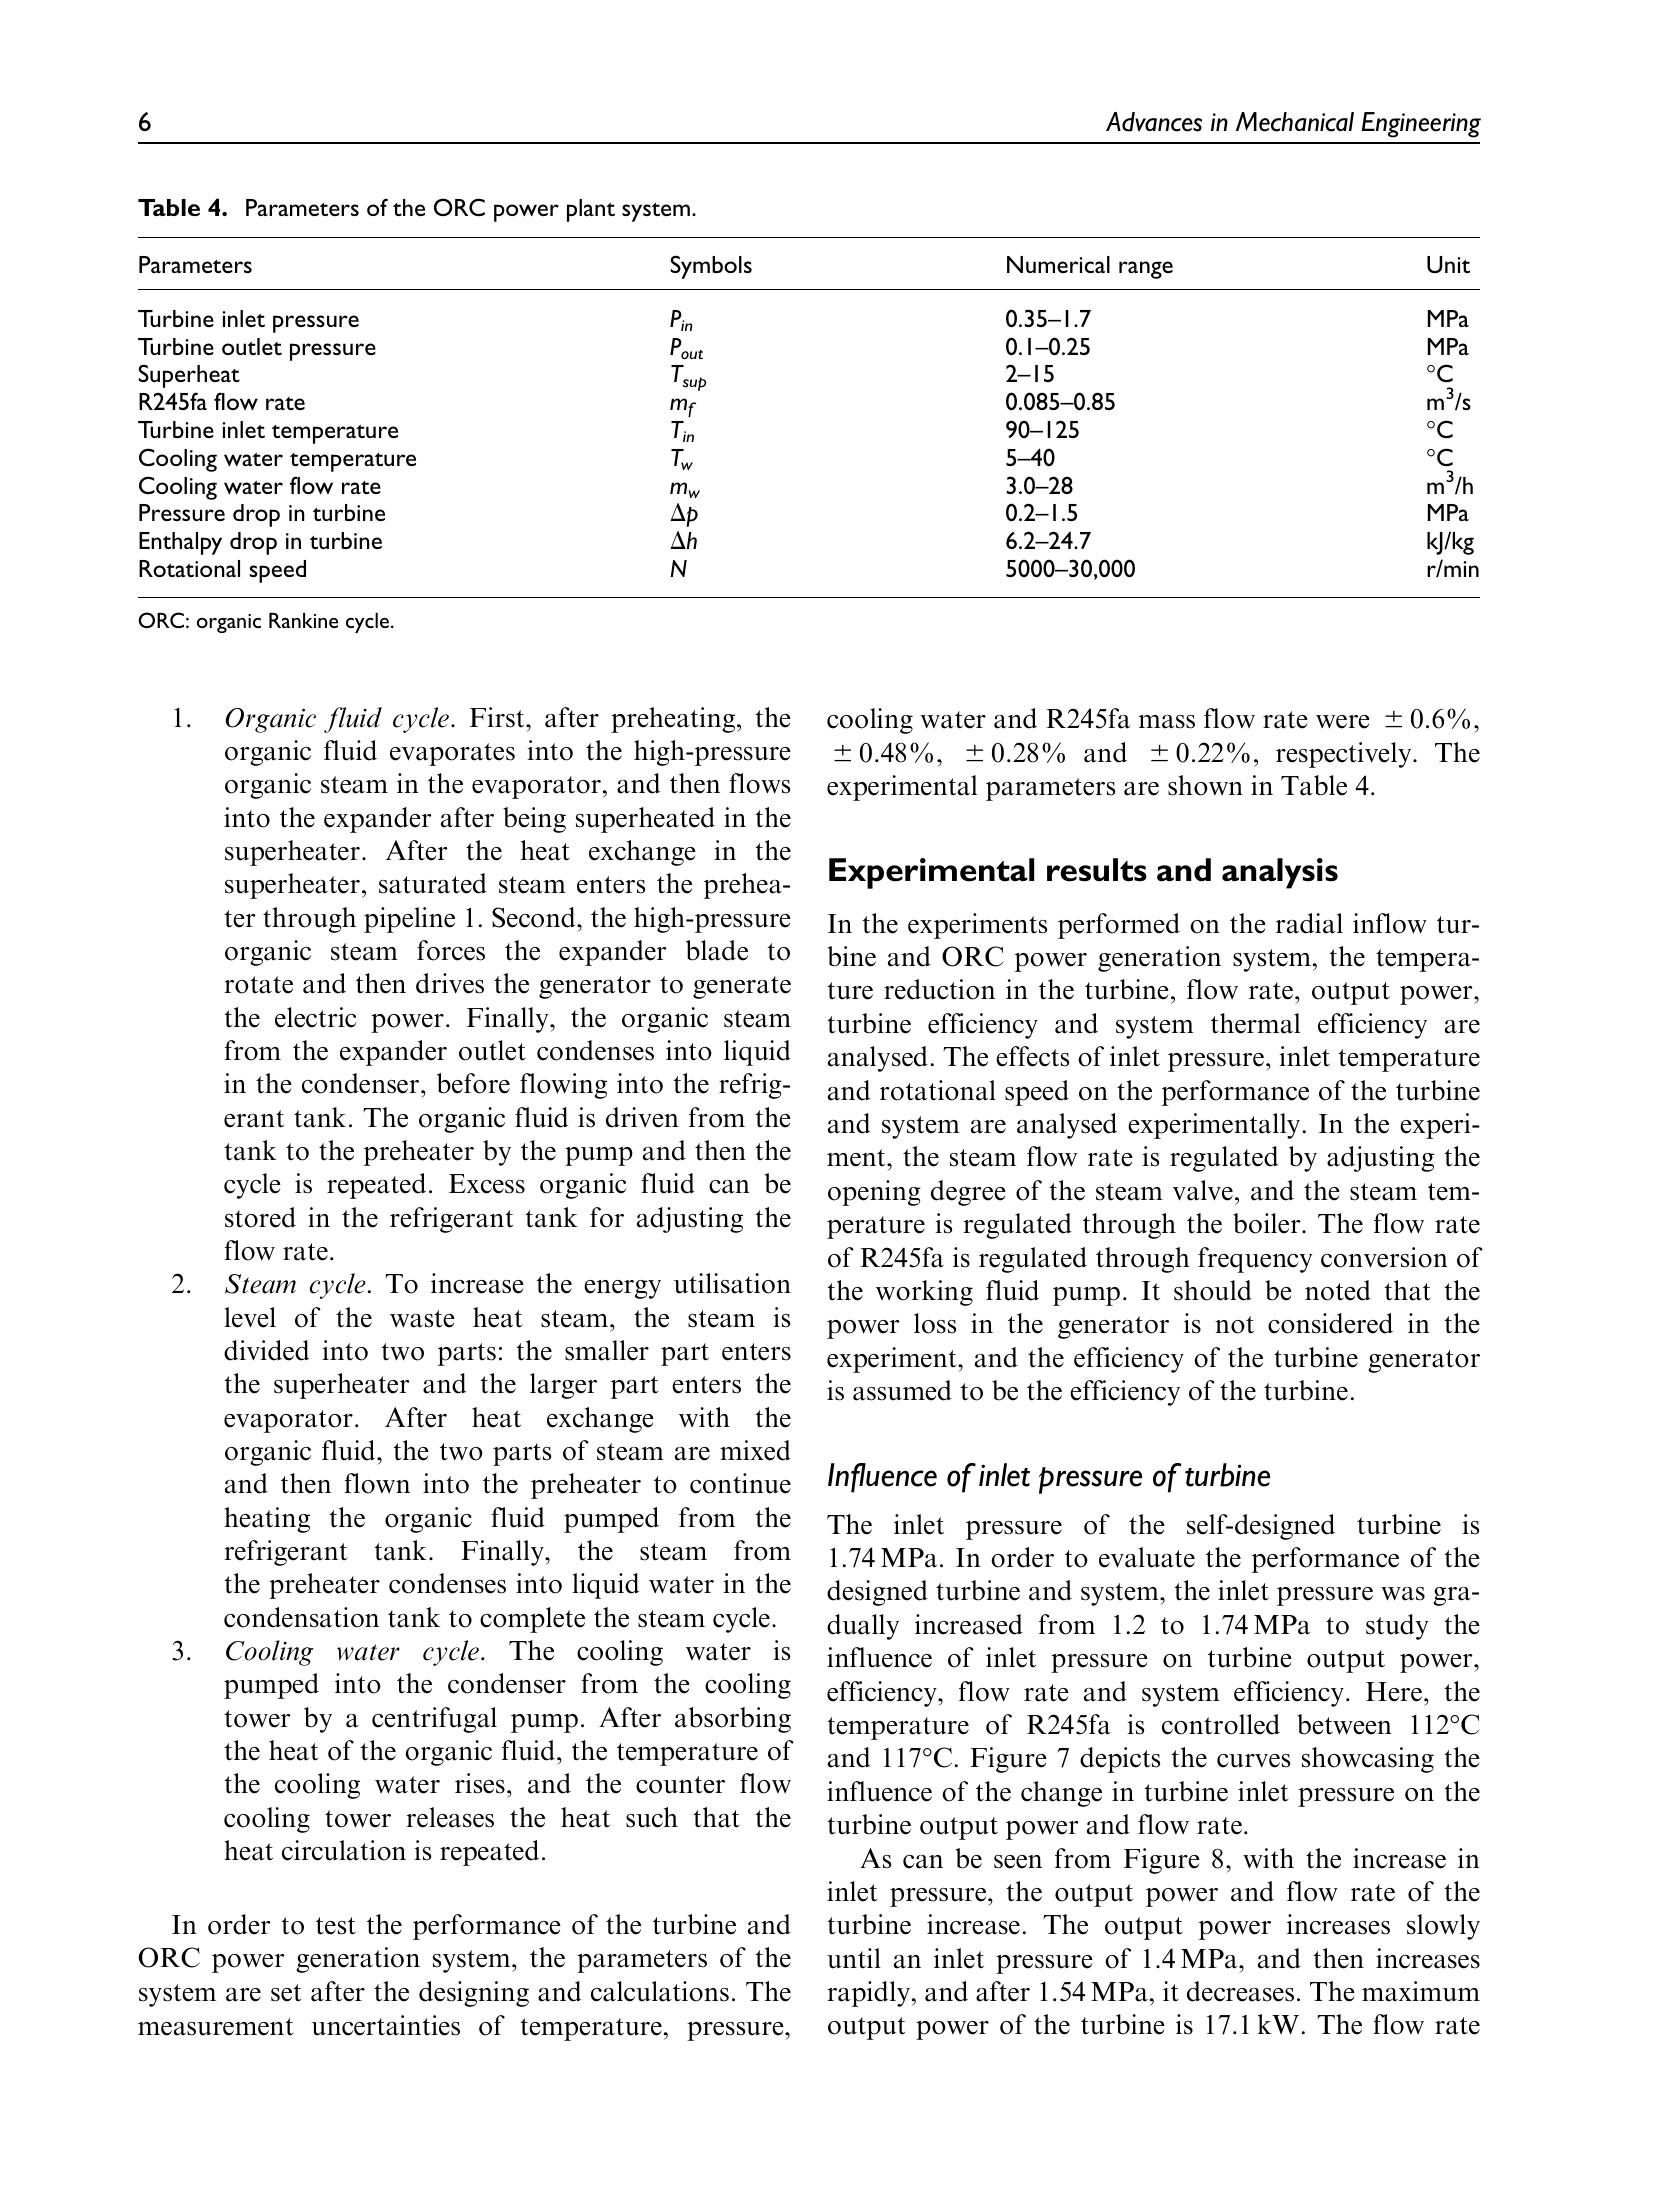 6
Advances in Mechanical Engineering
Table 4. Parameters of the ORC power plant system.
Parameters Symbols Numerical range Unit
Turbine inlet pressure P_in 0.35–1.7 MPa
Turbine outlet pressure P_out 0.1–0.25 MPa
Superheat T_sup 2–15 °C
R245fa flow rate m_f 0.085–0.85 m³/s
Turbine inlet temperature T_in 90–125 °C
Cooling water temperature T_w 5–40 °C
Cooling water flow rate m_w 3.0–28 m³/h
Pressure drop in turbine Δp 0.2–1.5 MPa
Enthalpy drop in turbine Δh 6.2–24.7 kJ/kg
Rotational speed N 5000–30,000 r/min
ORC: organic Rankine cycle.
1. Organic fluid cycle. First, after preheating, the
organic fluid evaporates into the high-pressure
organic steam in the evaporator, and then flows
into the expander after being superheated in the
superheater. After the heat exchange in the
superheater, saturated steam enters the prehea-
ter through pipeline 1. Second, the high-pressure
organic steam forces the expander blade to
rotate and then drives the generator to generate
the electric power. Finally, the organic steam
from the expander outlet condenses into liquid
in the condenser, before flowing into the refrig-
erant tank. The organic fluid is driven from the
tank to the preheater by the pump and then the
cycle is repeated. Excess organic fluid can be
stored in the refrigerant tank for adjusting the
flow rate.
2. Steam cycle. To increase the energy utilisation
level of the waste heat steam, the steam is
divided into two parts: the smaller part enters
the superheater and the larger part enters the
evaporator. After heat exchange with the
organic fluid, the two parts of steam are mixed
and then flown into the preheater to continue
heating the organic fluid pumped from the
refrigerant tank. Finally, the steam from
the preheater condenses into liquid water in the
condensation tank to complete the steam cycle.
3. Cooling water cycle. The cooling water is
pumped into the condenser from the cooling
tower by a centrifugal pump. After absorbing
the heat of the organic fluid, the temperature of
the cooling water rises, and the counter flow
cooling tower releases the heat such that the
heat circulation is repeated.
In order to test the performance of the turbine and
ORC power generation system, the parameters of the
system are set after the designing and calculations. The
measurement uncertainties of temperature, pressure,
cooling water and R245fa mass flow rate were ±0.6%,
±0.48%, ±0.28% and ±0.22%, respectively. The
experimental parameters are shown in Table 4.
Experimental results and analysis
In the experiments performed on the radial inflow tur-
bine and ORC power generation system, the tempera-
ture reduction in the turbine, flow rate, output power,
turbine efficiency and system thermal efficiency are
analysed. The effects of inlet pressure, inlet temperature
and rotational speed on the performance of the turbine
and system are analysed experimentally. In the experi-
ment, the steam flow rate is regulated by adjusting the
opening degree of the steam valve, and the steam tem-
perature is regulated through the boiler. The flow rate
of R245fa is regulated through frequency conversion of
the working fluid pump. It should be noted that the
power loss in the generator is not considered in the
experiment, and the efficiency of the turbine generator
is assumed to be the efficiency of the turbine.
Influence of inlet pressure of turbine
The inlet pressure of the self-designed turbine is
1.74 MPa. In order to evaluate the performance of the
designed turbine and system, the inlet pressure was gra-
dually increased from 1.2 to 1.74 MPa to study the
influence of inlet pressure on turbine output power,
efficiency, flow rate and system efficiency. Here, the
temperature of R245fa is controlled between 112°C
and 117°C. Figure 7 depicts the curves showcasing the
influence of the change in turbine inlet pressure on the
turbine output power and flow rate.
As can be seen from Figure 8, with the increase in
inlet pressure, the output power and flow rate of the
turbine increase. The output power increases slowly
until an inlet pressure of 1.4 MPa, and then increases
rapidly, and after 1.54 MPa, it decreases. The maximum
output power of the turbine is 17.1 kW. The flow rate